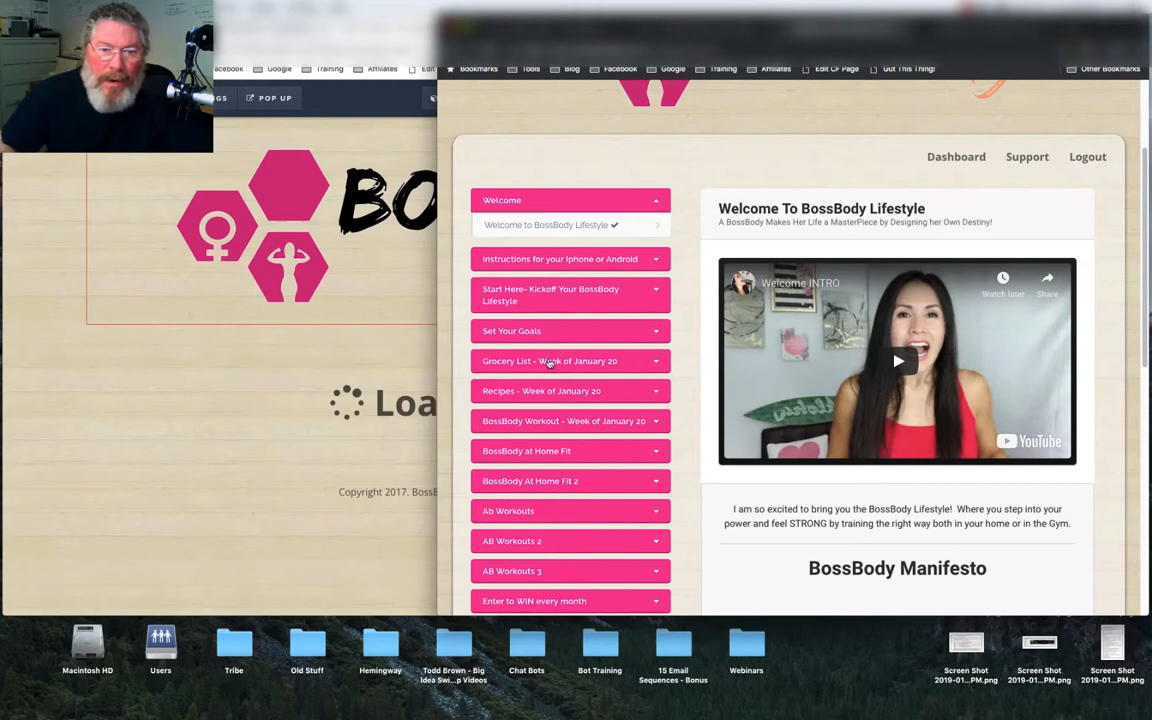 acebook Google Training Affiliates Edit
Bookmarks Tools Blog Facebook Google Training Affiliates Edit CF Page Gut This Thing! Other Bookmarks
GS POP UP
BO
Loa
Copyright 2017. BossB
Dashboard Support Logout
Welcome
Welcome to BossBody Lifestyle
Instructions for your Iphone or Android
Start Here- Kickoff Your BossBody
Lifestyle
Set Your Goals
Grocery List - Week of January 20
Recipes - Week of January 20
BossBody Workout - Week of January 20
BossBody at Home Fit
BossBody At Home Fit 2
Ab Workouts
AB Workouts 2
AB Workouts 3
Enter to WIN every month
Welcome To BossBody Lifestyle
A BossBody Makes Her Life a MasterPiece by Designing her Own Destiny!
Welcome INTRO
Watch later
Share
YouTube
I am so excited to bring you the BossBody Lifestyle! Where you step into your
power and feel STRONG by training the right way both in your home or in the Gym.
BossBody Manifesto
Macintosh HD
Users
Tribe
Old Stuff
Hemingway
Todd Brown - Big
Idea Swi...p Videos
Chat Bots
Bot Training
15 Email
Sequences - Bonus
Webinars
Screen Shot
2019-01...PM.png
Screen Shot
2019-01...PM.png
Screen Shot
2019-01...PM.png